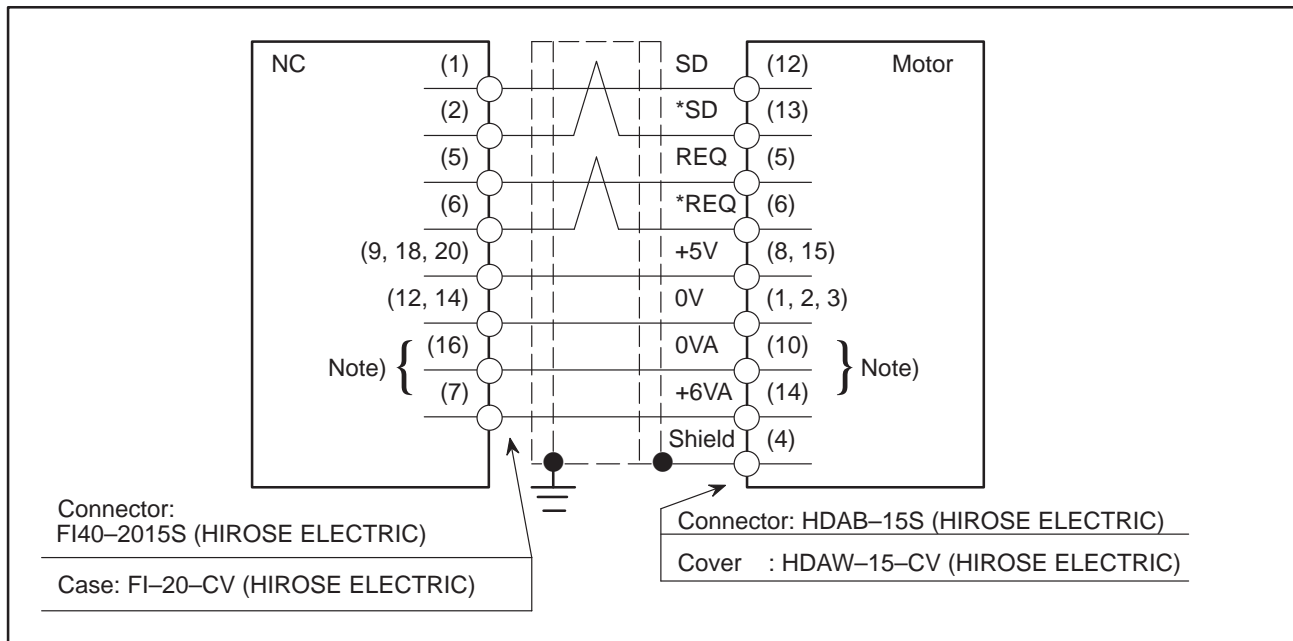 NC (1) SD (12) Motor
(2) *SD (13)
(5) REQ (5)
(6) *REQ (6)
(9, 18, 20) +5V (8, 15)
(12, 14) 0V (1, 2, 3)
(16) 0VA (10)
Note) { } Note)
(7) +6VA (14)
Shield (4)
Connector:
FI40–2015S (HIROSE ELECTRIC)
Case: FI–20–CV (HIROSE ELECTRIC)
Connector: HDAB–15S (HIROSE ELECTRIC)
Cover : HDAW–15–CV (HIROSE ELECTRIC)